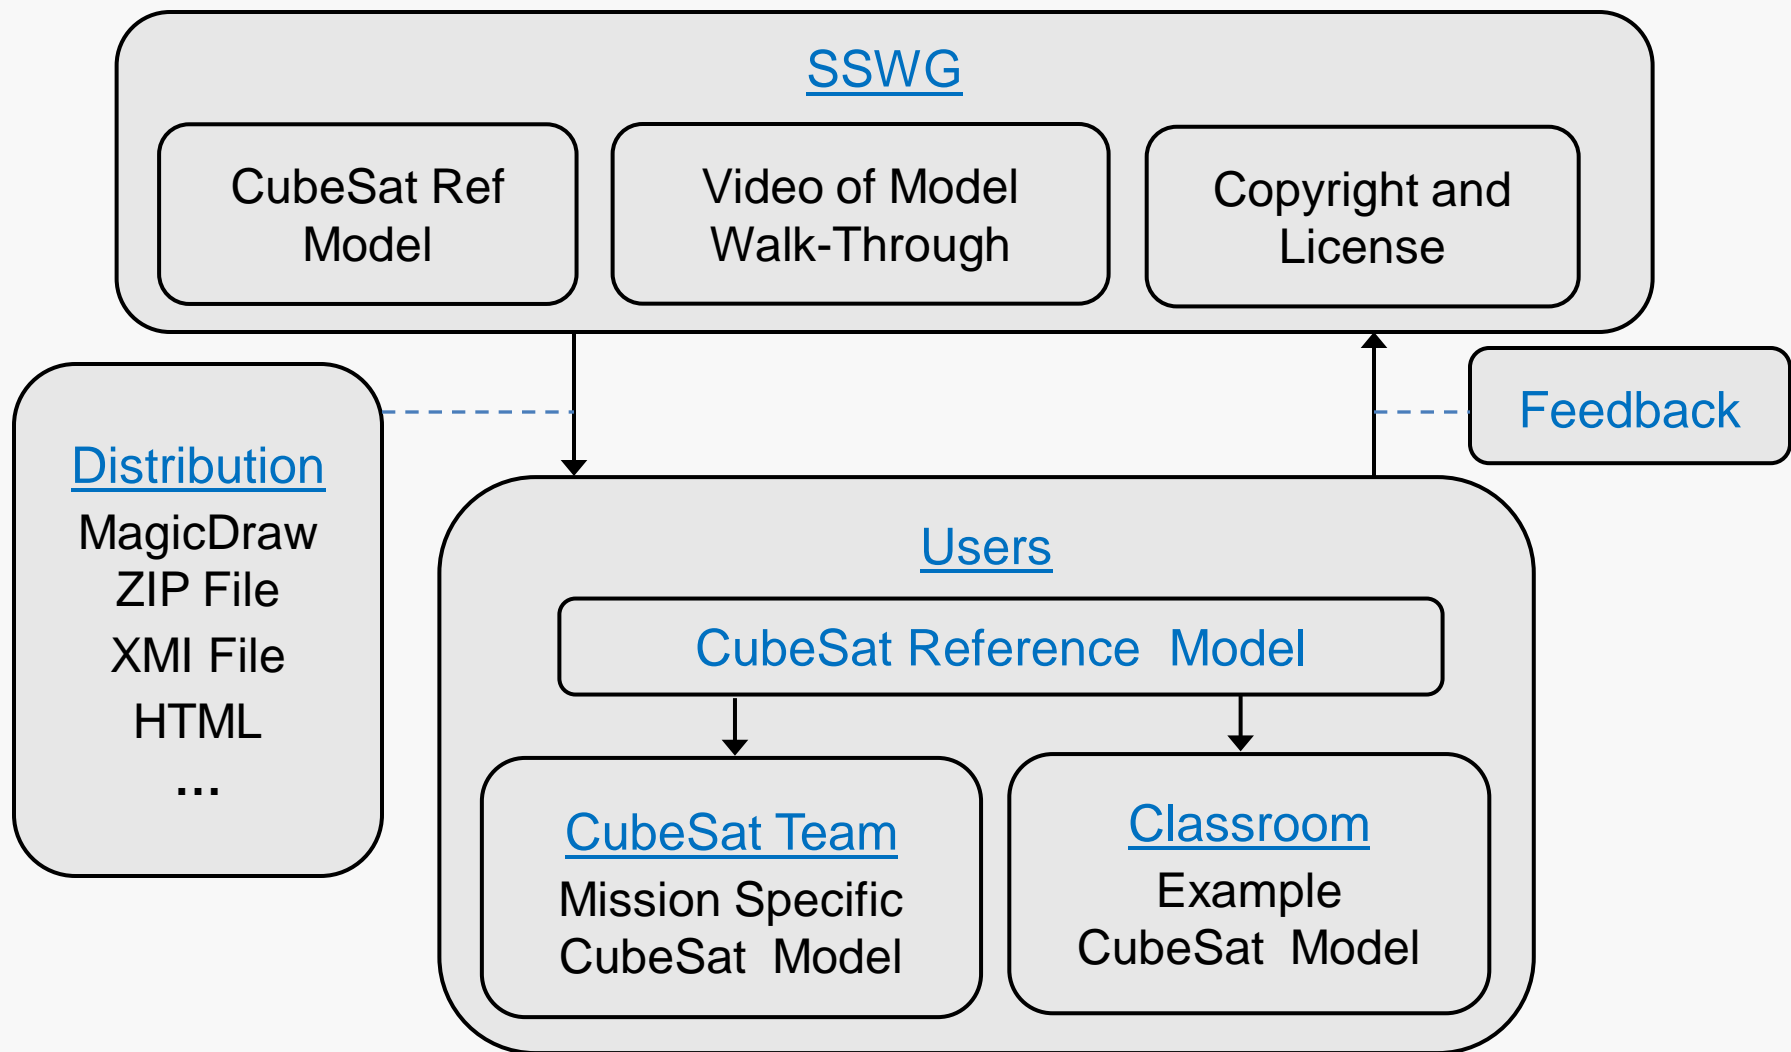 SSWG
CubeSat Ref
Model
Video of Model
Walk-Through
Copyright and
License
Distribution
MagicDraw
ZIP File
XMI File
HTML
...
Feedback
Users
CubeSat Reference  Model
CubeSat Team
Mission Specific
CubeSat  Model
Classroom
Example
CubeSat  Model